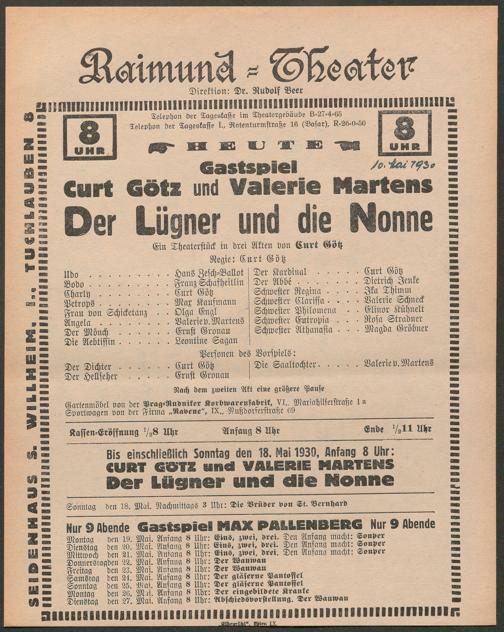 Raimund-Theater
Direktion: Dr. Rudolf Beer
SEIDENHAUS S. WILLHEIM, I., TUCHLAUBEN 8
8 UHR
Telephon der Tageskasse im Theatergebäude B-27-4-65
Telephon der Tageskasse I., Rotenturmstraße 16 (Basar), R-26-0-50
8 UHR
HEUTE
10. Mai 1930
Gastspiel
Curt Götz und Valerie Martens
Der Lügner und die Nonne
Ein Theaterstück in drei Akten von Curt Götz
Regie: Curt Götz
Udo . . . . . . . . . . Hans Zesch-Ballot
Bobo . . . . . . . . . Franz Schafheitlin
Charly . . . . . . . . Curt Götz
Petrops . . . . . . . . Max Kaufmann
Frau von Schicketanz . . . Olga Engl
Angela . . . . . . . . Valerie v. Martens
Der Mönch . . . . . . . Ernst Gronau
Die Aebtissin . . . . . . Leontine Sagan
Der Kardinal . . . . . . Curt Götz
Der Abbé . . . . . . . Dietrich Jenke
Schwester Regina . . . . Ika Thimm
Schwester Clarissa . . . . Valerie Schneck
Schwester Philomena . . . Elinor Kühnert
Schwester Eutropia . . . . Rosa Stradner
Schwester Athanasia . . . Magda Gröbner
Personen des Vorspiels:
Der Dichter . . . . . . Curt Götz
Der Hellseher . . . . . Ernst Gronau
Die Saaltochter . . . . . Valerie v. Martens
Nach dem zweiten Akt eine größere Pause
Gartenmöbel von der Prag-Rudniker Korbwarenfabrik, VI., Mariahilferstraße 1a
Sportwagen von der Firma „Ravene", IX., Nußdorferstraße 69
Kassen-Eröffnung ½8 Uhr Anfang 8 Uhr Ende ½11 Uhr
Bis einschließlich Sonntag den 18. Mai 1930, Anfang 8 Uhr:
CURT GÖTZ und VALERIE MARTENS
Der Lügner und die Nonne
Sonntag den 18. Mai, Nachmittags 3 Uhr: Die Brüder von St. Bernhard
Nur 9 Abende Gastspiel MAX PALLENBERG Nur 9 Abende
Montag den 19. Mai, Anfang 8 Uhr: Eins, zwei, drei. Den Anfang macht: Souper
Dienstag den 20. Mai, Anfang 8 Uhr: Eins, zwei, drei. Den Anfang macht: Souper
Mittwoch den 21. Mai, Anfang 8 Uhr: Eins, zwei, drei. Den Anfang macht: Souper
Donnerstag den 22. Mai, Anfang 8 Uhr: Der Wauwau
Freitag den 23. Mai, Anfang 8 Uhr: Der Wauwau
Samstag den 24. Mai, Anfang 8 Uhr: Der gläserne Pantoffel
Sonntag den 25. Mai, Anfang 8 Uhr: Der gläserne Pantoffel
Montag den 26. Mai, Anfang 8 Uhr: Der eingebildete Kranke
Dienstag den 27. Mai, Anfang 8 Uhr: Abschiedsvorstellung. Der Wauwau